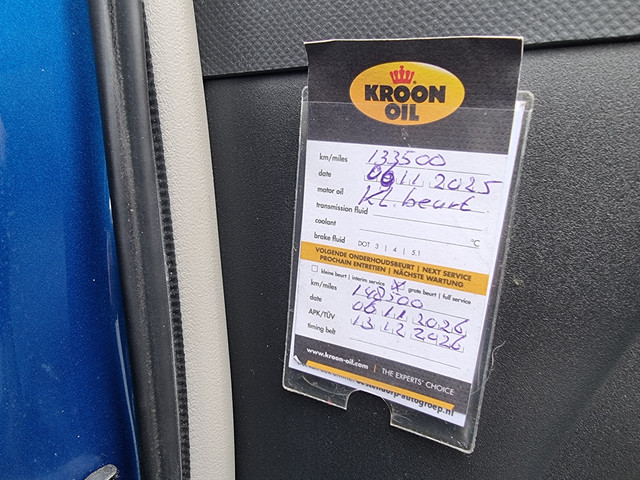 KROON
OIL
km/miles 133500
date 06 11 2025
motor oil Kl. beurt
transmission fluid
coolant °C
brake fluid DOT 3 | 4 | 5.1
VOLGENDE ONDERHOUDSBEURT | NEXT SERVICE
PROCHAIN ENTRETIEN | NÄCHSTE WARTUNG
kleine beurt | interim service X grote beurt | full service
km/miles 148500
date 06 11 2026
APK/TÜV 13 12 2026
timing belt
www.kroon-oil.com | THE EXPERTS' CHOICE